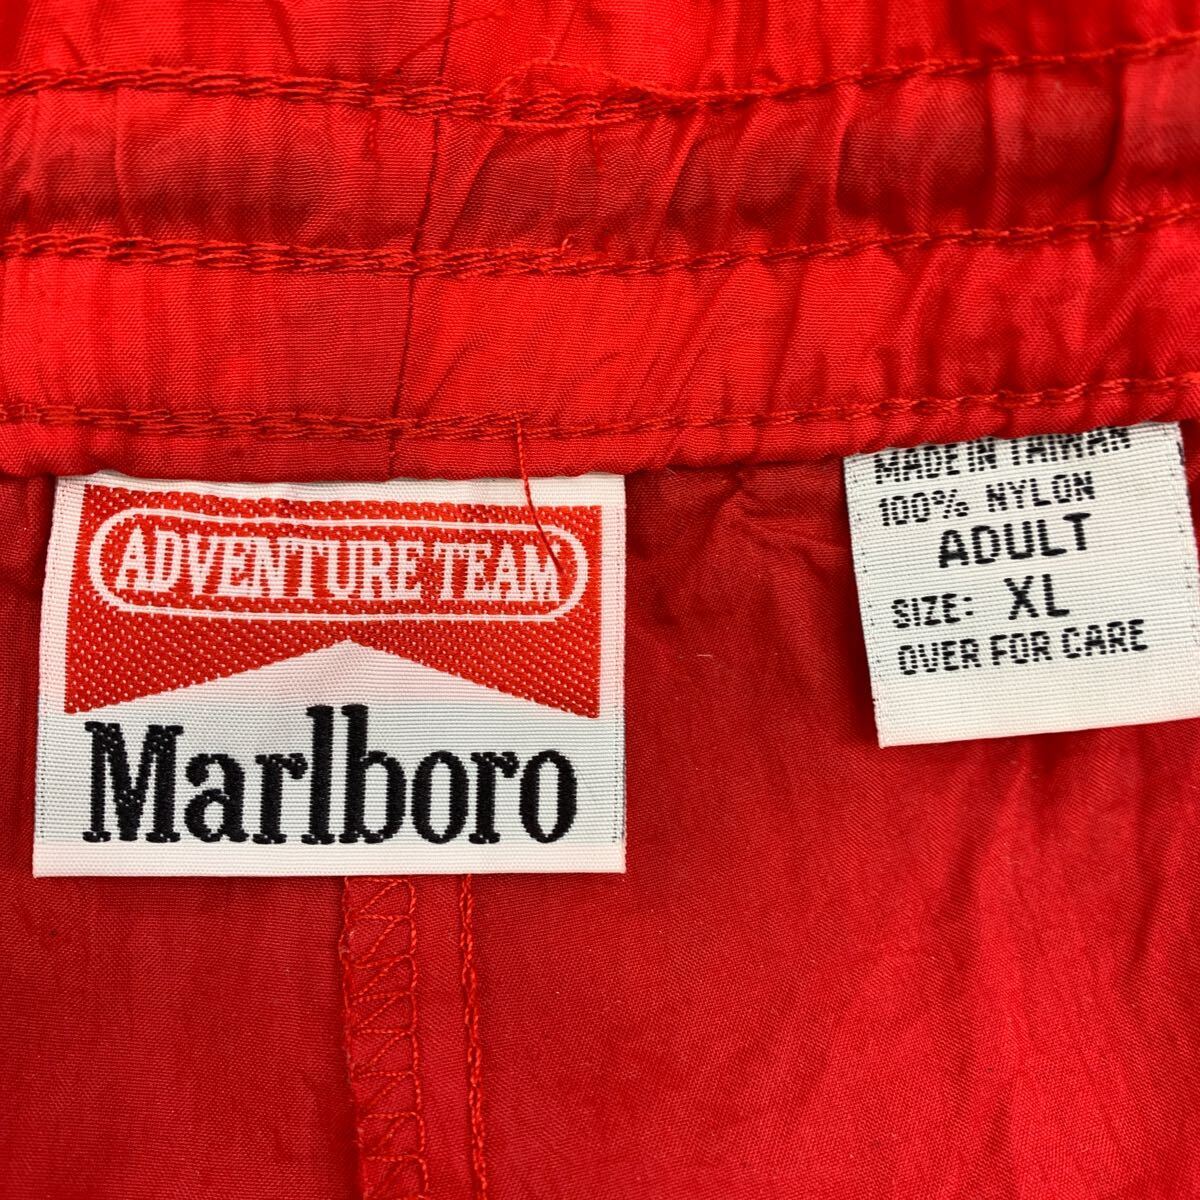 ADVENTURE TEAM
Marlboro
MADE IN TAIWAN
100% NYLON
ADULT
SIZE: XL
OVER FOR CARE